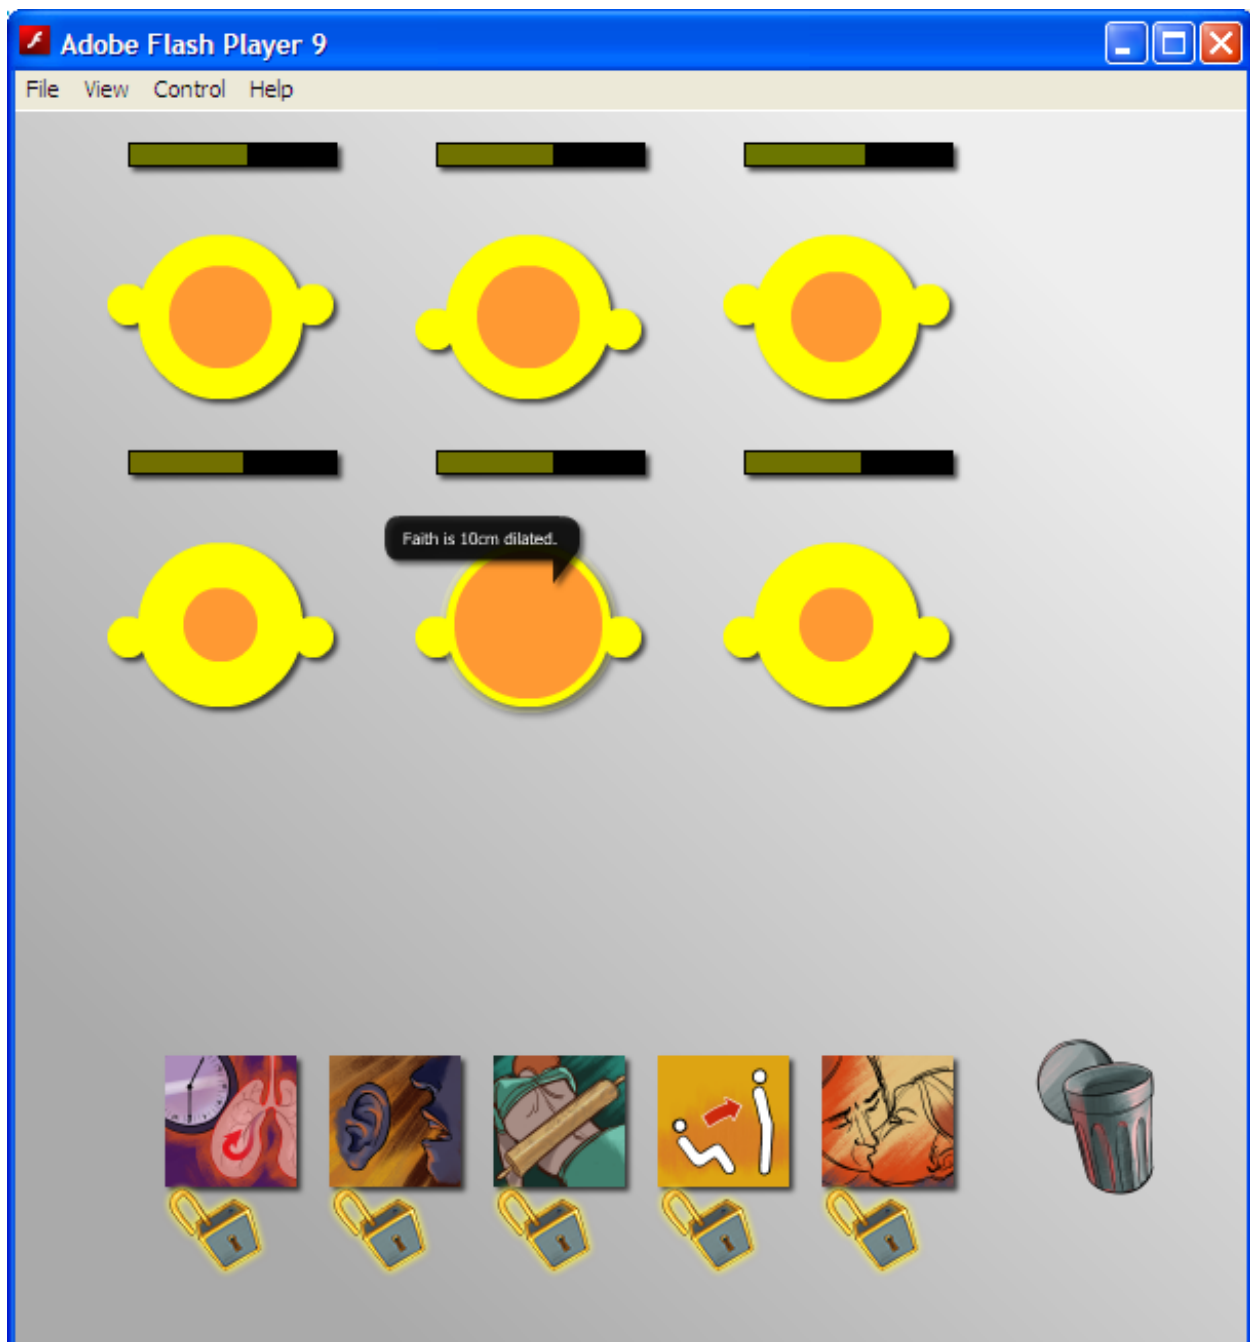 Adobe Flash Player 9
File View Control Help
Faith is 10cm dilated.